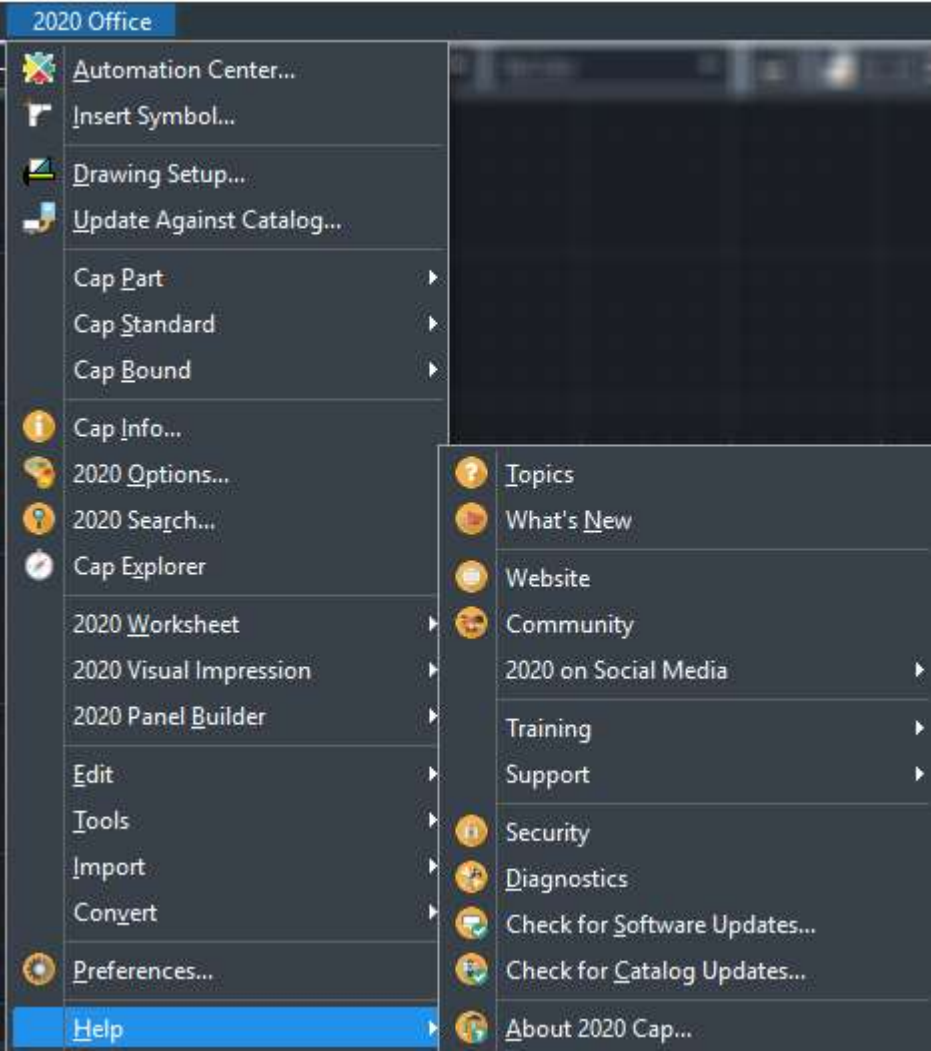 2020 Office
Automation Center...
Insert Symbol...
Drawing Setup...
Update Against Catalog...
Cap Part
Cap Standard
Cap Bound
Cap Info...
2020 Options...
2020 Search...
Cap Explorer
2020 Worksheet
2020 Visual Impression
2020 Panel Builder
Edit
Tools
Import
Convert
Preferences...
Help
Topics
What's New
Website
Community
2020 on Social Media
Training
Support
Security
Diagnostics
Check for Software Updates...
Check for Catalog Updates...
About 2020 Cap...